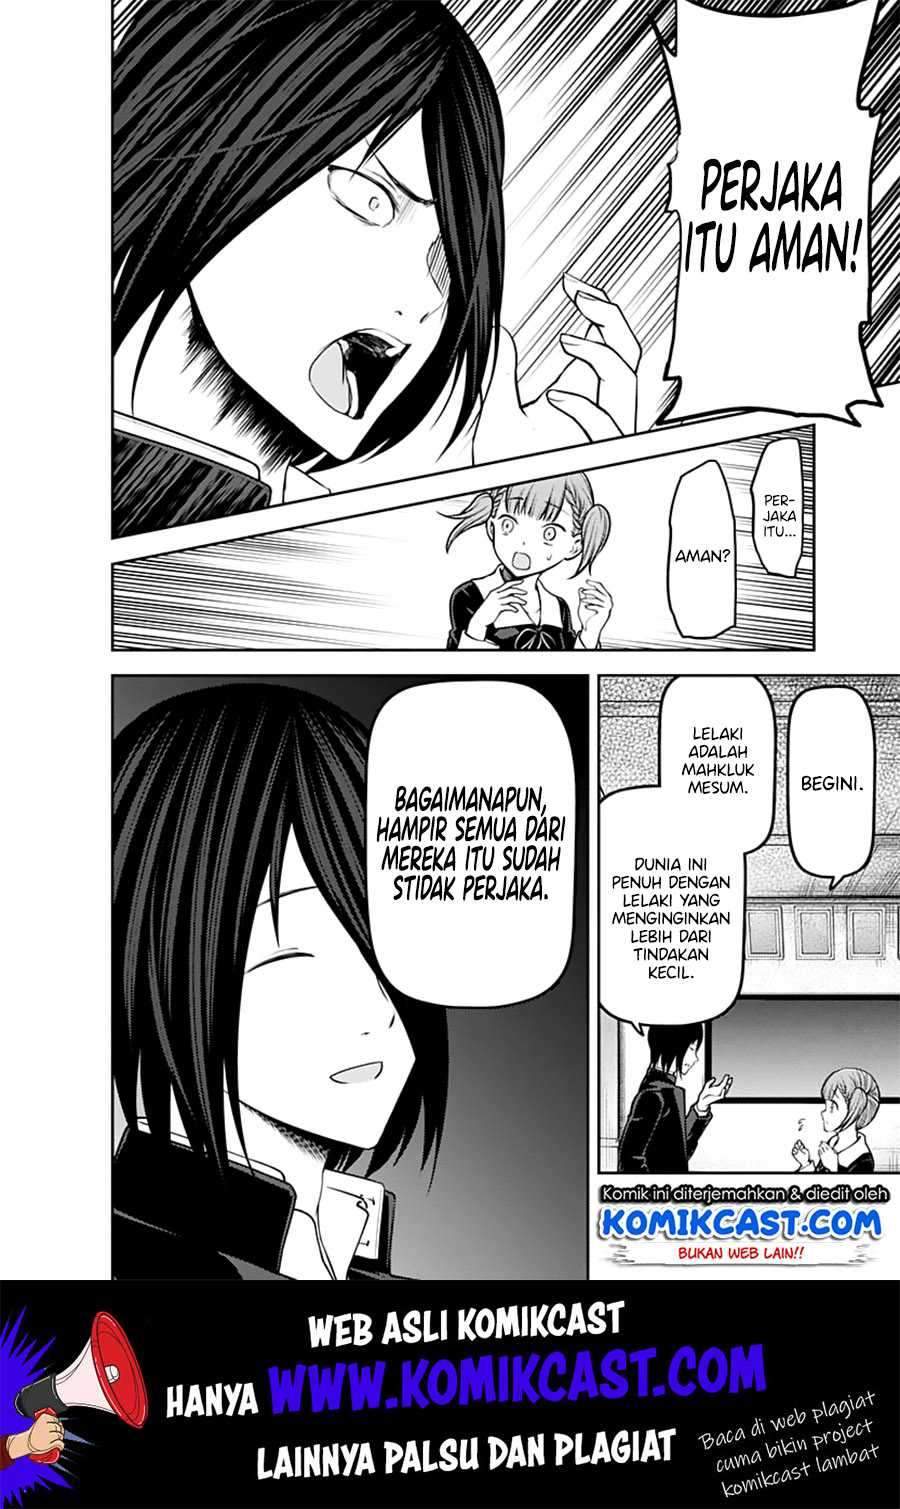 PERJAKA
ITU AMAN!
PER-
JAKA
ITU...
AMAN?
BEGINI.
LELAKI
ADALAH
MAHKLUK
MESUM.
DUNIA INI
PENUH DENGAN
LELAKI YANG
MENGINGINKAN
LEBIH DARI
TINDAKAN
KECIL.
BAGAIMANAPUN,
HAMPIR SEMUA DARI
MEREKA ITU SUDAH
STIDAK PERJAKA.
Komik ini diterjemahkan & diedit oleh
KOMIKCAST.COM
BUKAN WEB LAIN!!
WEB ASLI KOMIKCAST
HANYA WWW.KOMIKCAST.COM
LAINNYA PALSU DAN PLAGIAT
Baca di web plagiat
cuma bikin project
komikcast lambat